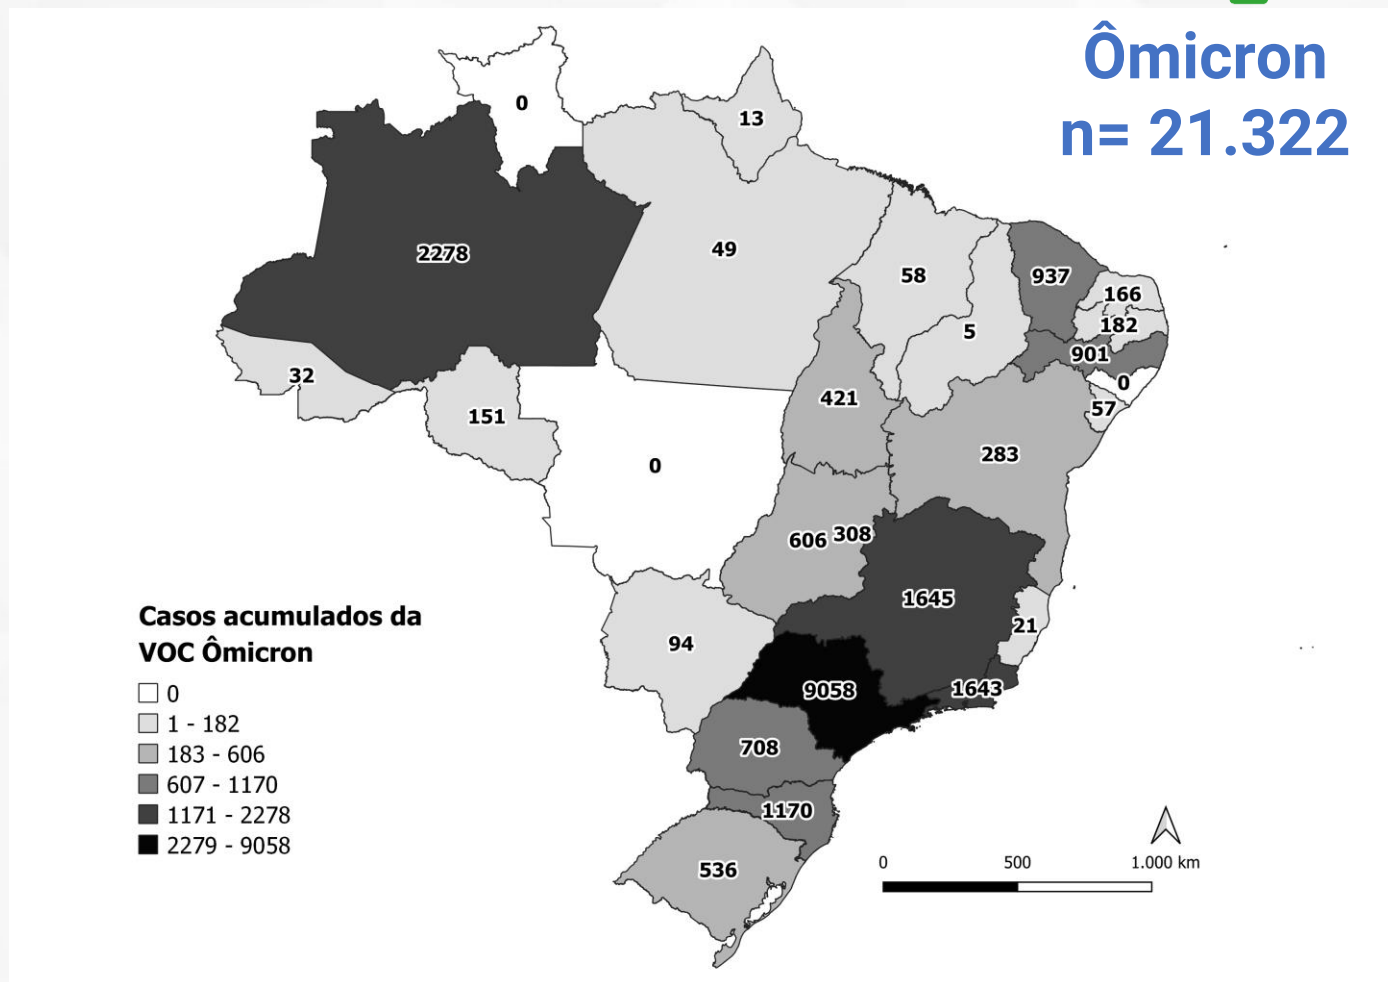 Ômicron
n= 21.322
0
13
2278
49
58
937
166
182
5
901
0
32
57
421
151
283
0
606
308
1645
21
94
9058
1643
708
1170
536
Casos acumulados da
VOC Ômicron
0
1 - 182
183 - 606
607 - 1170
1171 - 2278
2279 - 9058
0 500 1.000 km